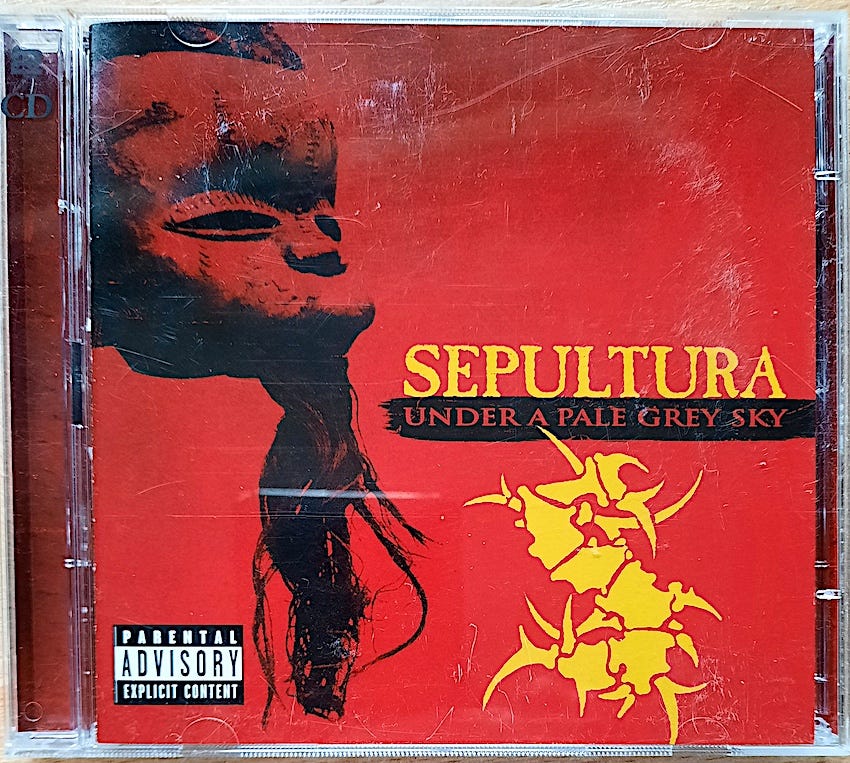 CD
SEPULTURA
UNDER A PALE GREY SKY
PARENTAL
ADVISORY
EXPLICIT CONTENT